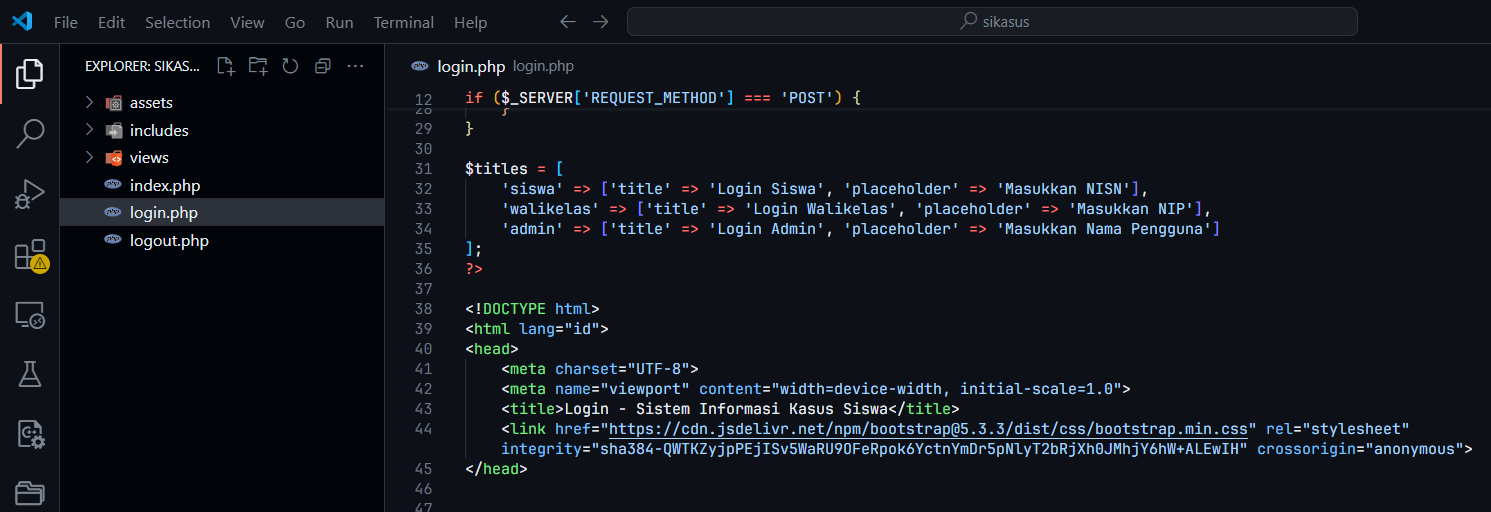 File Edit Selection View Go Run Terminal Help
sikasus
EXPLORER: SIKAS...
assets
includes
views
index.php
login.php
logout.php
login.php login.php
12 if ($_SERVER['REQUEST_METHOD'] === 'POST') {
28 }
29 }
30
31 $titles = [
32 'siswa' => ['title' => 'Login Siswa', 'placeholder' => 'Masukkan NISN'],
33 'walikelas' => ['title' => 'Login Walikelas', 'placeholder' => 'Masukkan NIP'],
34 'admin' => ['title' => 'Login Admin', 'placeholder' => 'Masukkan Nama Pengguna']
35 ];
36 ?>
37
38 <!DOCTYPE html>
39 <html lang="id">
40 <head>
41 <meta charset="UTF-8">
42 <meta name="viewport" content="width=device-width, initial-scale=1.0">
43 <title>Login - Sistem Informasi Kasus Siswa</title>
44 <link href="https://cdn.jsdelivr.net/npm/bootstrap@5.3.3/dist/css/bootstrap.min.css" rel="stylesheet"
integrity="sha384-QWTKZyjpPEjISv5WaRU9OFeRpok6YctnYmDr5pNlyT2bRjXh0JMhjY6hW+ALEwIH" crossorigin="anonymous">
45 </head>
46
47